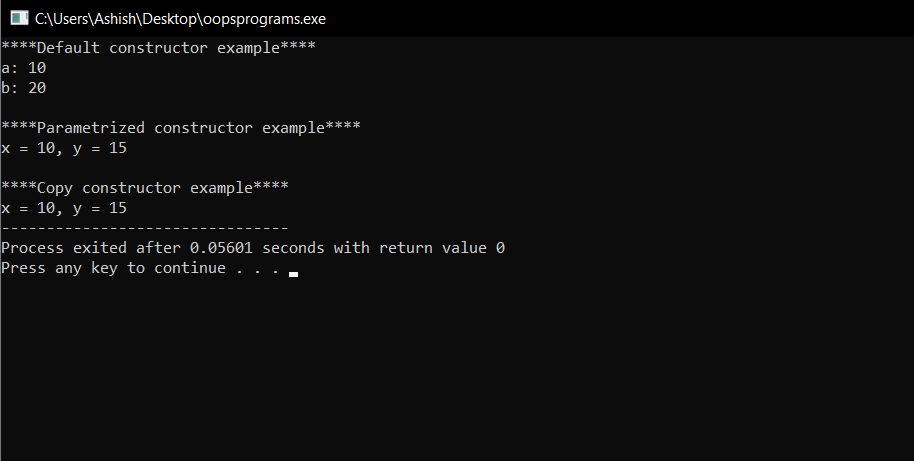 C:\Users\Ashish\Desktop\oopsprograms.exe
****Default constructor example****
a: 10
b: 20
****Parametrized constructor example****
x = 10, y = 15
****Copy constructor example****
x = 10, y = 15
--------------------------------
Process exited after 0.05601 seconds with return value 0
Press any key to continue . . .